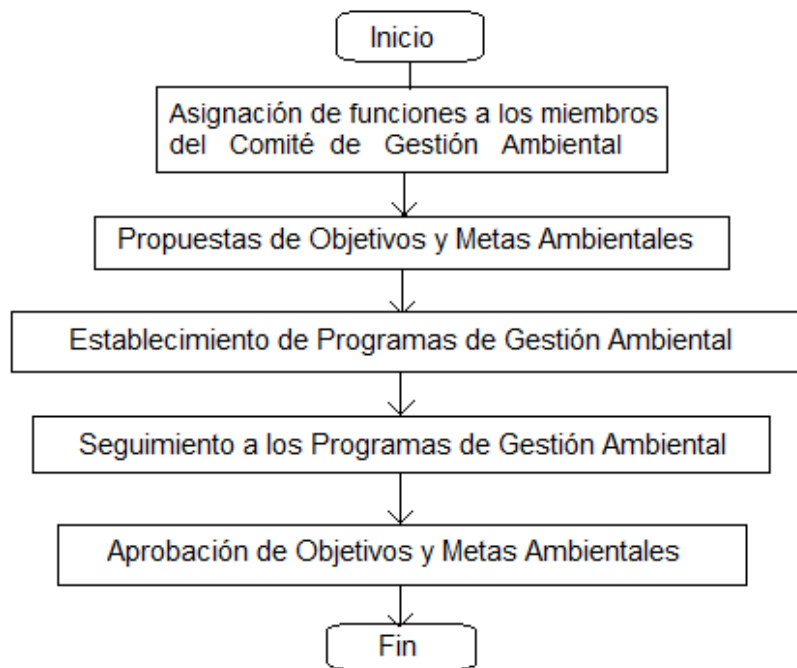 Inicio
Asignación de funciones a los miembros
del Comité de Gestión Ambiental
Propuestas de Objetivos y Metas Ambientales
Establecimiento de Programas de Gestión Ambiental
Seguimiento a los Programas de Gestión Ambiental
Aprobación de Objetivos y Metas Ambientales
Fin